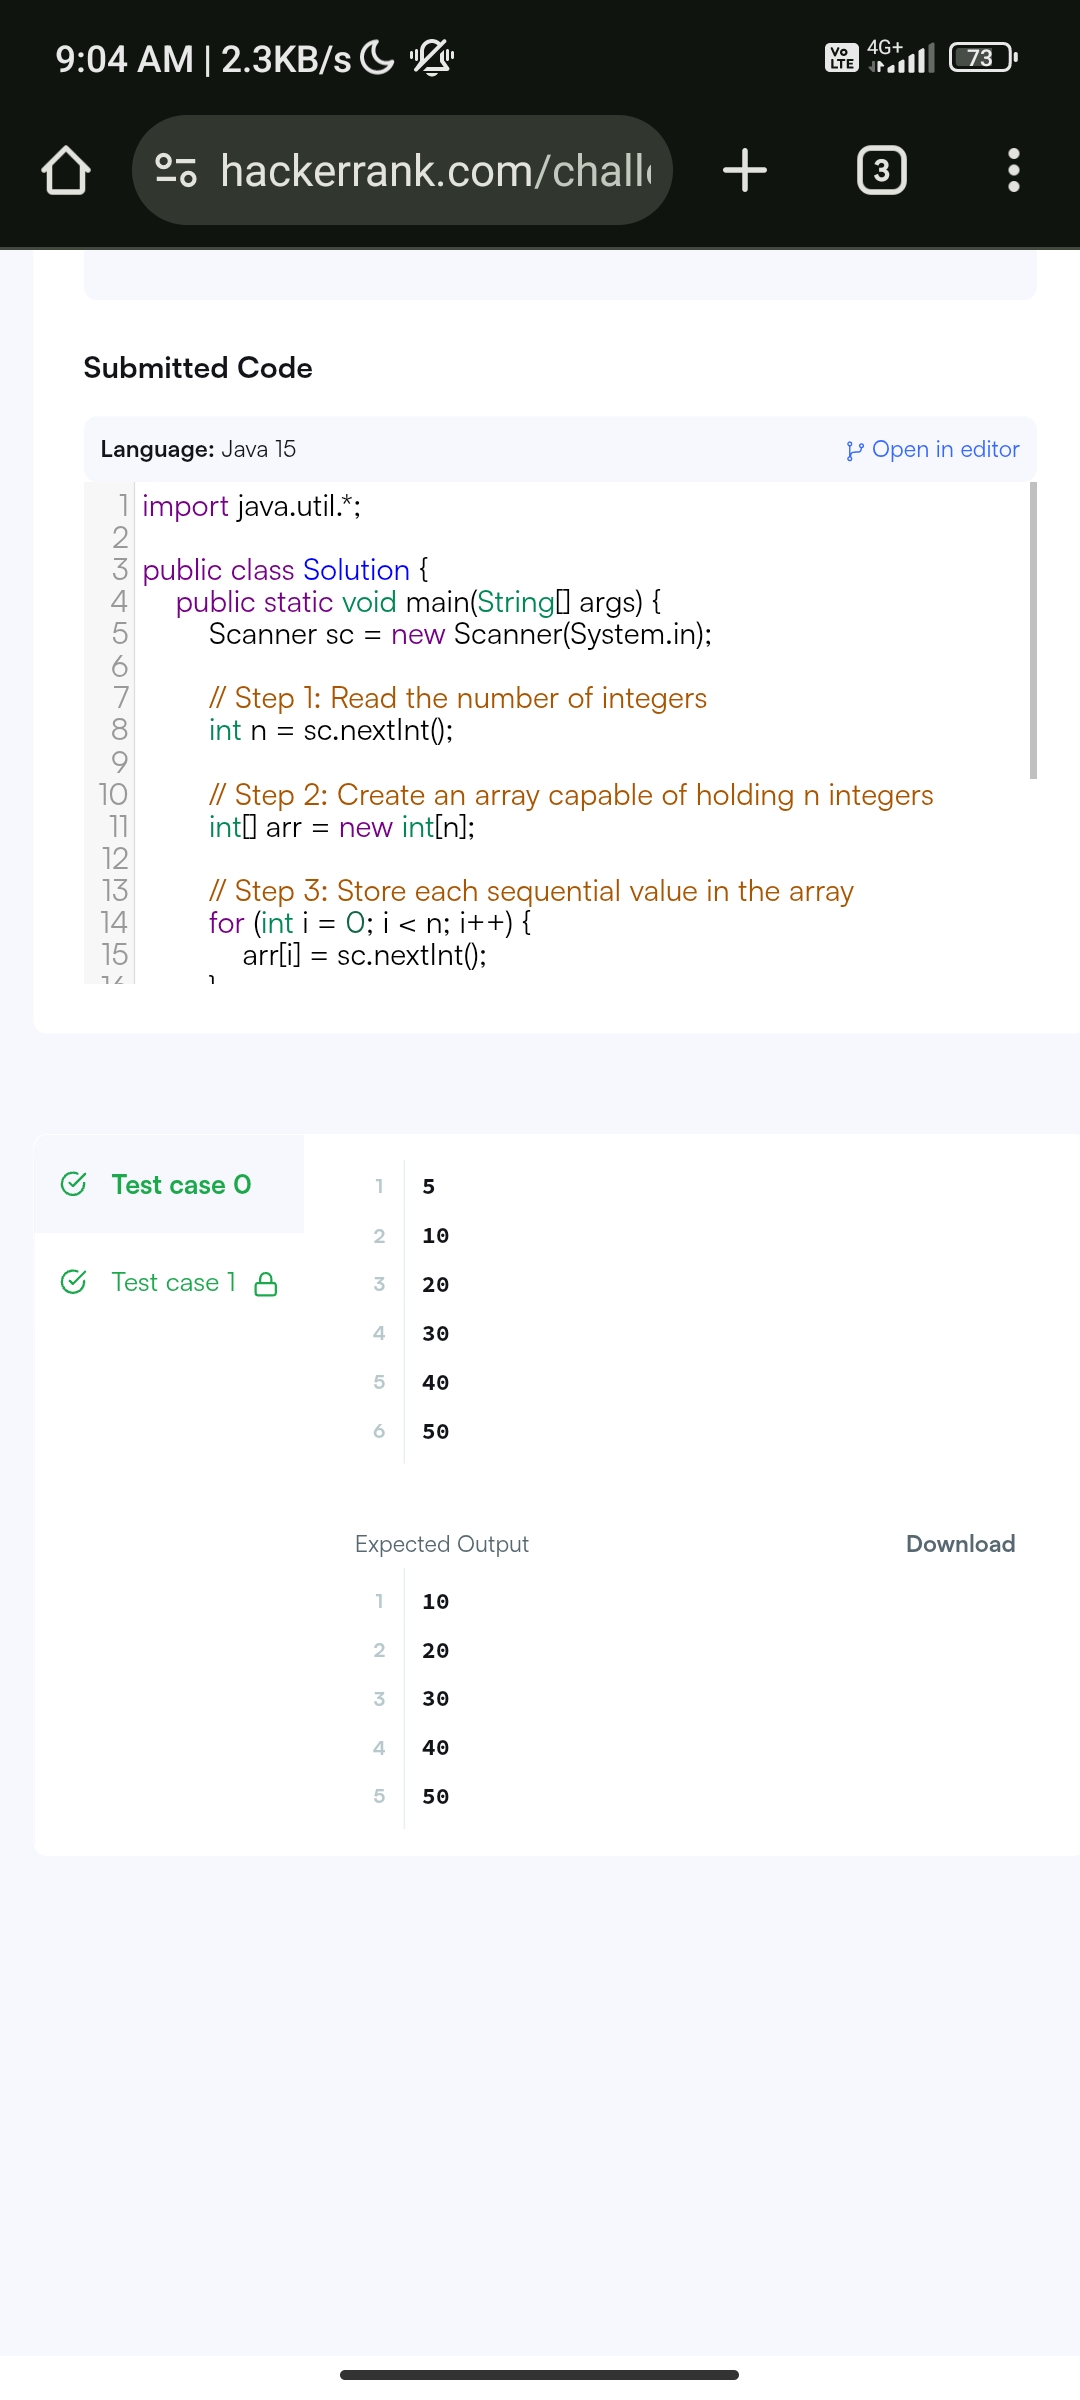 9:04 AM | 2.3KB/s
Vo LTE 4G+ 73
hackerrank.com/chall
3
Submitted Code
Language: Java 15
Open in editor
1 import java.util.*;
2
3 public class Solution {
4 public static void main(String[] args) {
5 Scanner sc = new Scanner(System.in);
6
7 // Step 1: Read the number of integers
8 int n = sc.nextInt();
9
10 // Step 2: Create an array capable of holding n integers
11 int[] arr = new int[n];
12
13 // Step 3: Store each sequential value in the array
14 for (int i = 0; i < n; i++) {
15 arr[i] = sc.nextInt();
Test case 0
Test case 1
1 5
2 10
3 20
4 30
5 40
6 50
Expected Output
Download
1 10
2 20
3 30
4 40
5 50